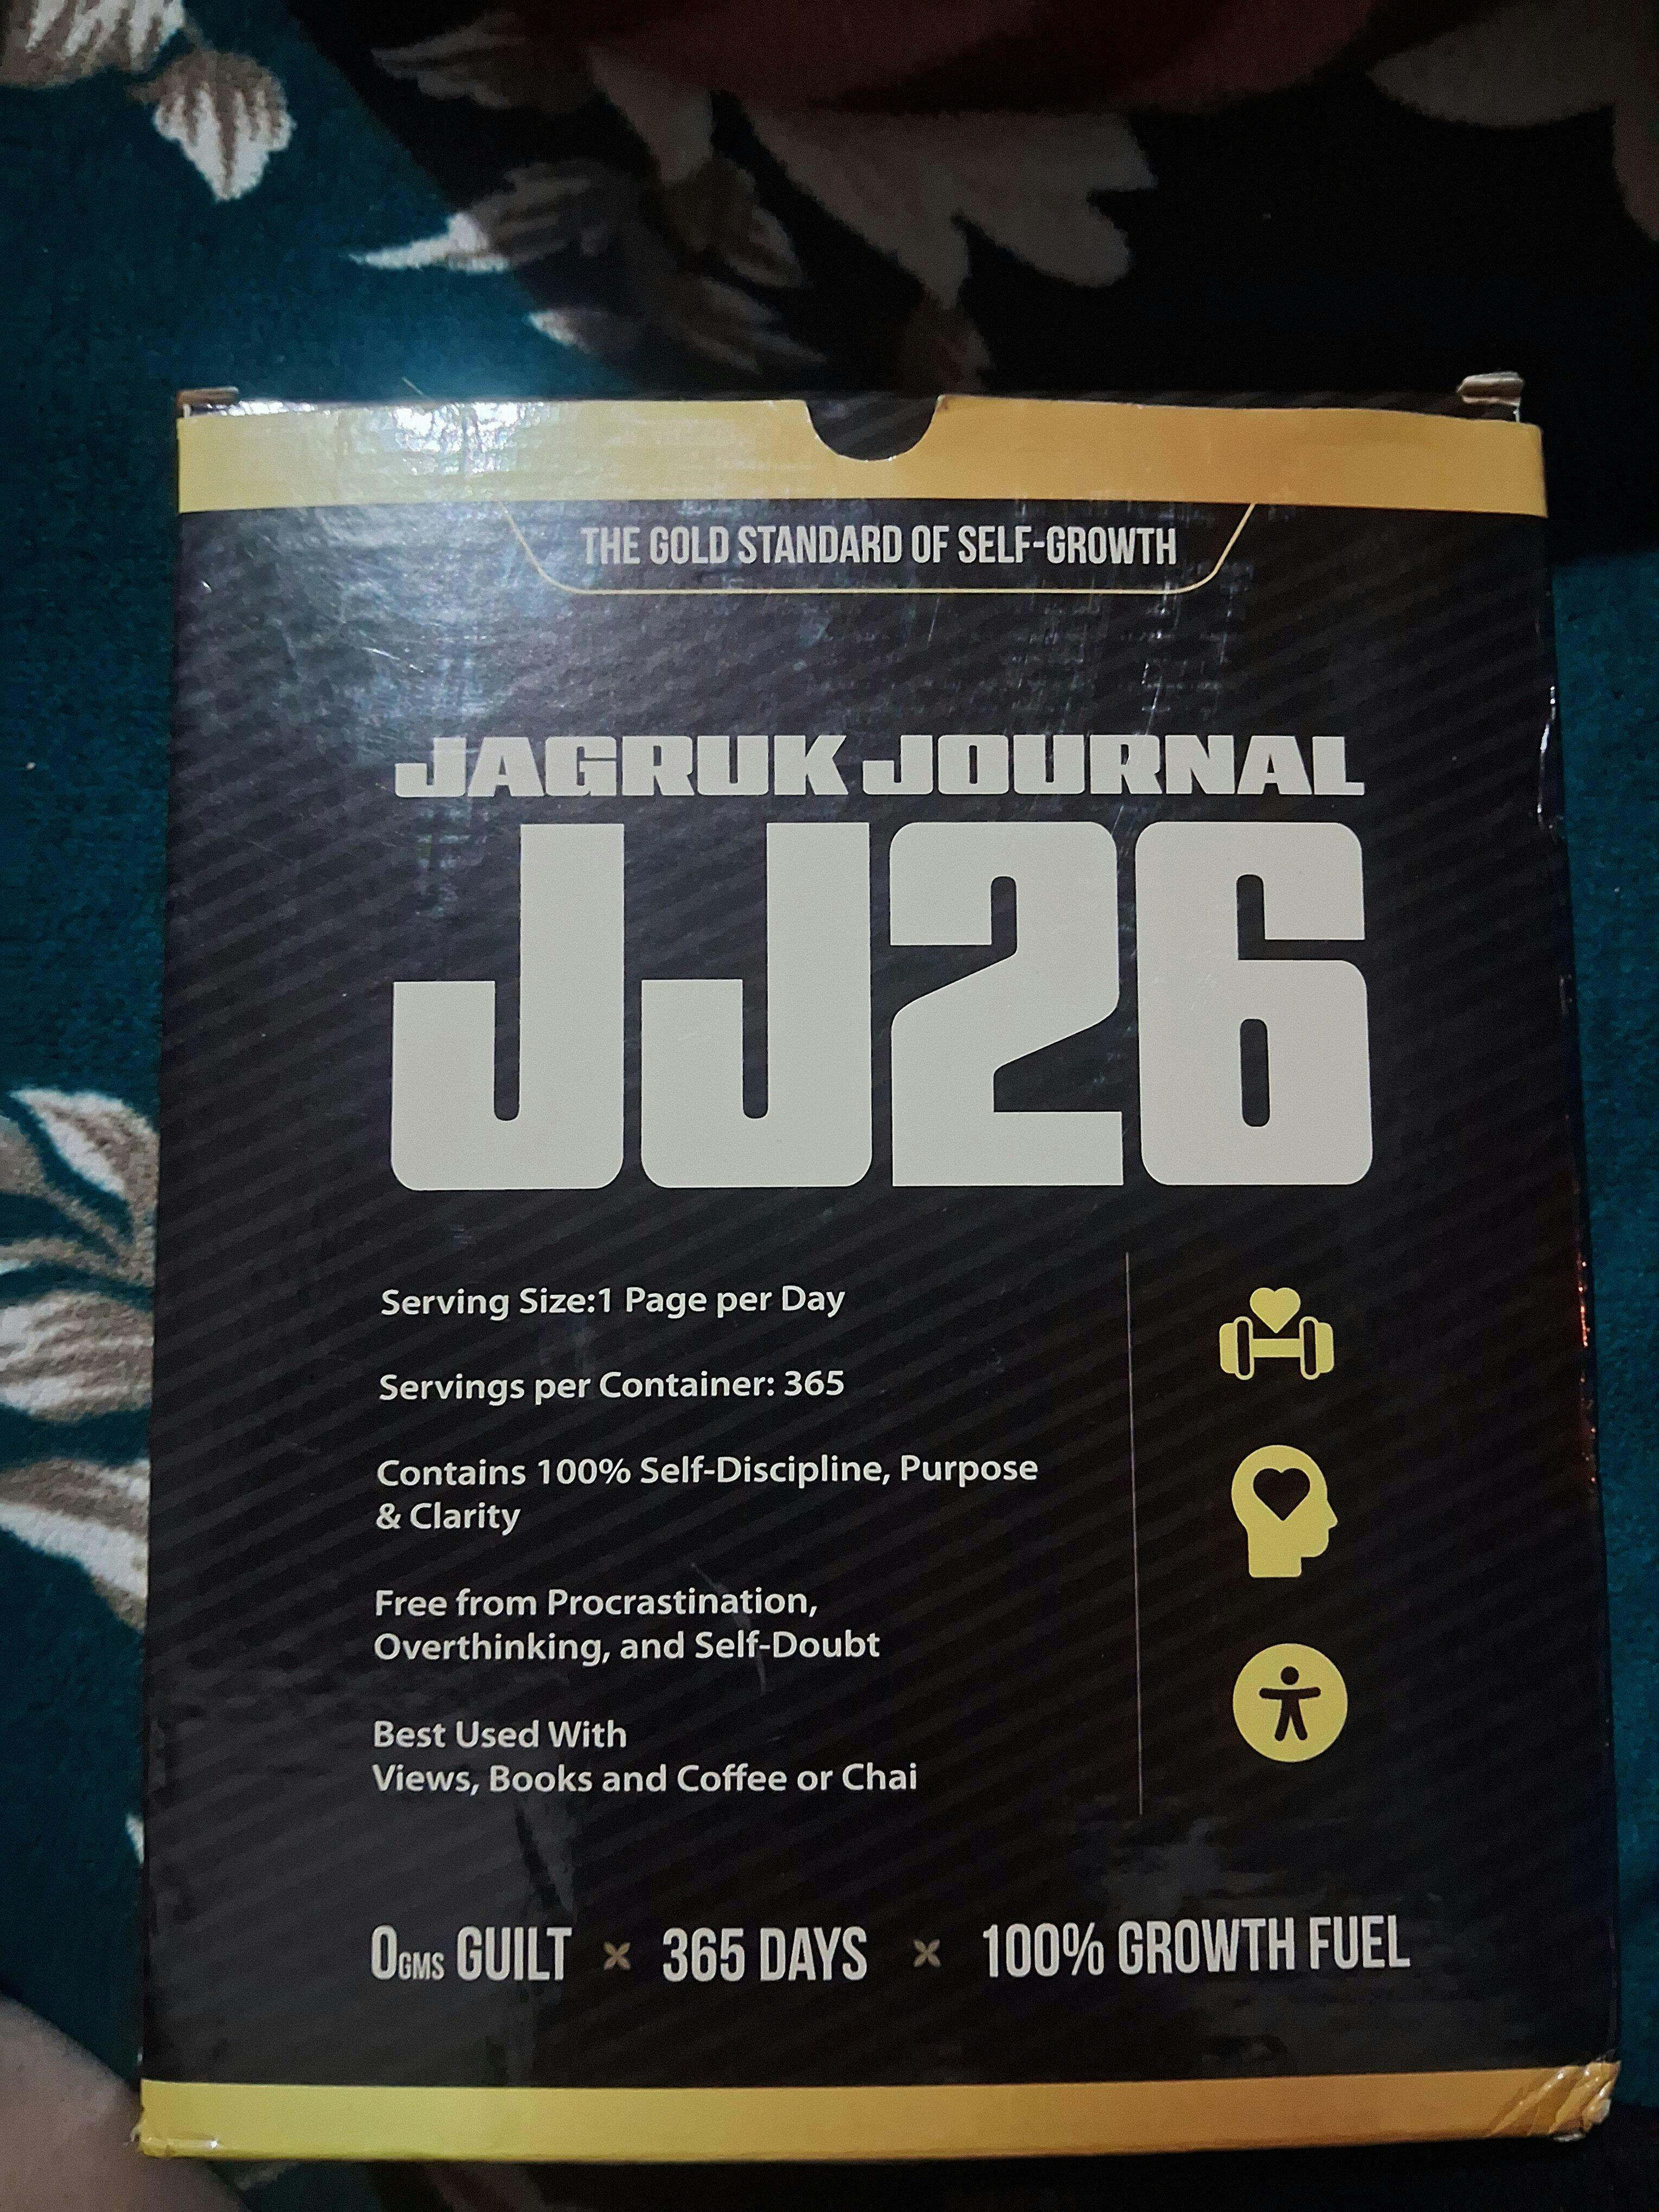 THE GOLD STANDARD OF SELF-GROWTH
JAGRUK JOURNAL
JJ26
Serving Size:1 Page per Day
Servings per Container: 365
Contains 100% Self-Discipline, Purpose
& Clarity
Free from Procrastination,
Overthinking, and Self-Doubt
Best Used With
Views, Books and Coffee or Chai
0GMS GUILT × 365 DAYS × 100% GROWTH FUEL